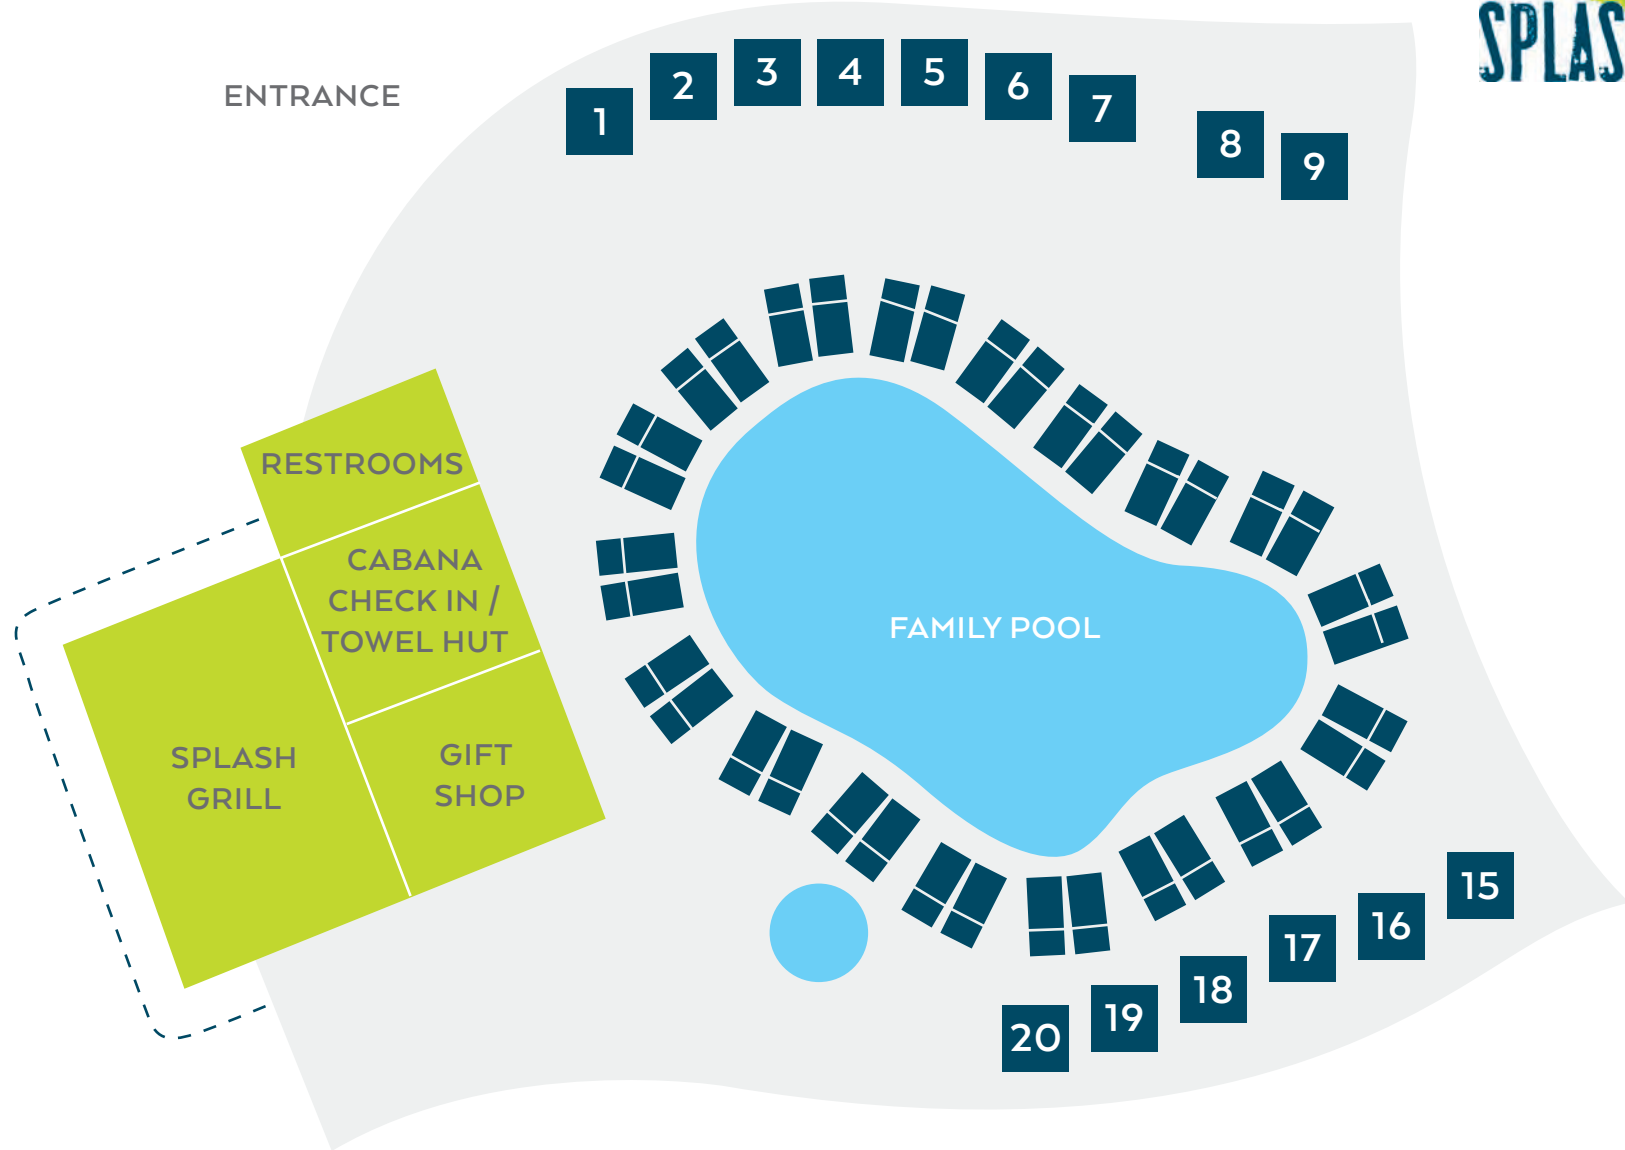 SPLAS
ENTRANCE
1
2
3
4
5
6
7
8
9
RESTROOMS
CABANA
CHECK IN /
TOWEL HUT
FAMILY POOL
SPLASH
GRILL
GIFT
SHOP
15
16
17
18
19
20